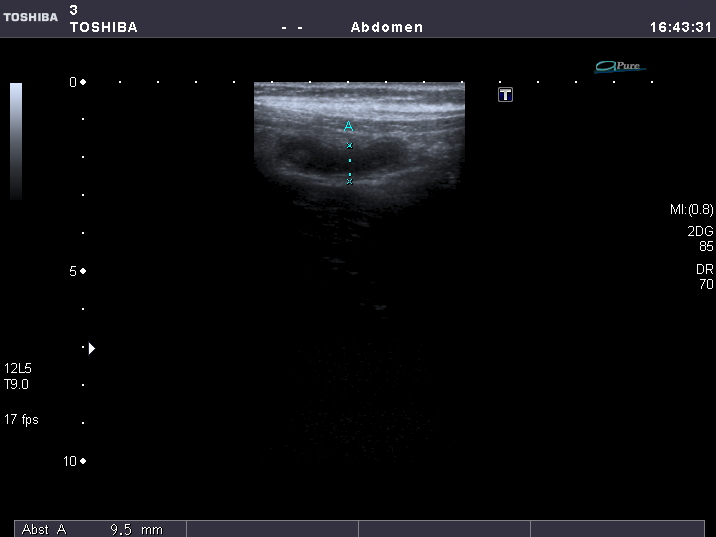 TOSHIBA
3
TOSHIBA - - Abdomen 16:43:31
0
aPure
T
A
MI:(0.8)
2DG
85
5
DR
70
12L5
T9.0
17 fps
10
Abst A 9.5 mm